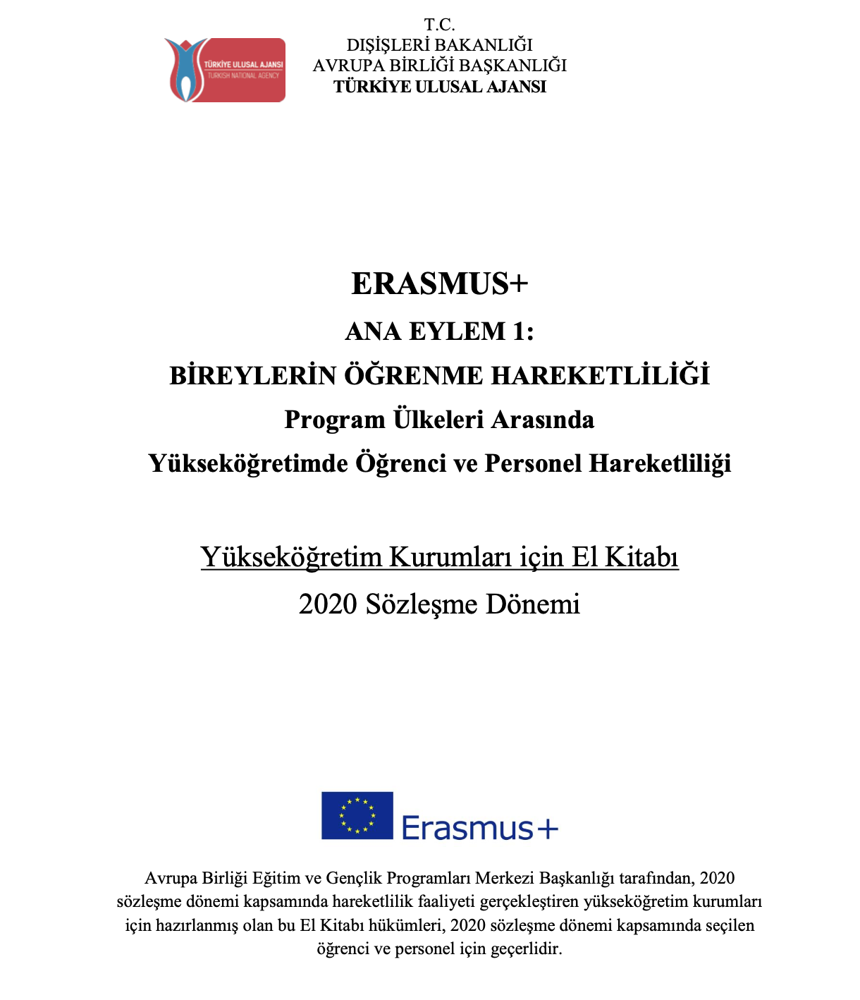 T.C.
DIŞİŞLERİ BAKANLIĞI
AVRUPA BİRLİĞİ BAŞKANLIĞI
TÜRKİYE ULUSAL AJANSI
TÜRKİYE ULUSAL AJANSI
TURKISH NATIONAL AGENCY
ERASMUS+
ANA EYLEM 1:
BİREYLERİN ÖĞRENME HAREKETLİLİĞİ
Program Ülkeleri Arasında
Yükseköğretimde Öğrenci ve Personel Hareketliliği
Yükseköğretim Kurumları için El Kitabı
2020 Sözleşme Dönemi
Erasmus+
Avrupa Birliği Eğitim ve Gençlik Programları Merkezi Başkanlığı tarafından, 2020
sözleşme dönemi kapsamında hareketlilik faaliyeti gerçekleştiren yükseköğretim kurumları
için hazırlanmış olan bu El Kitabı hükümleri, 2020 sözleşme dönemi kapsamında seçilen
öğrenci ve personel için geçerlidir.